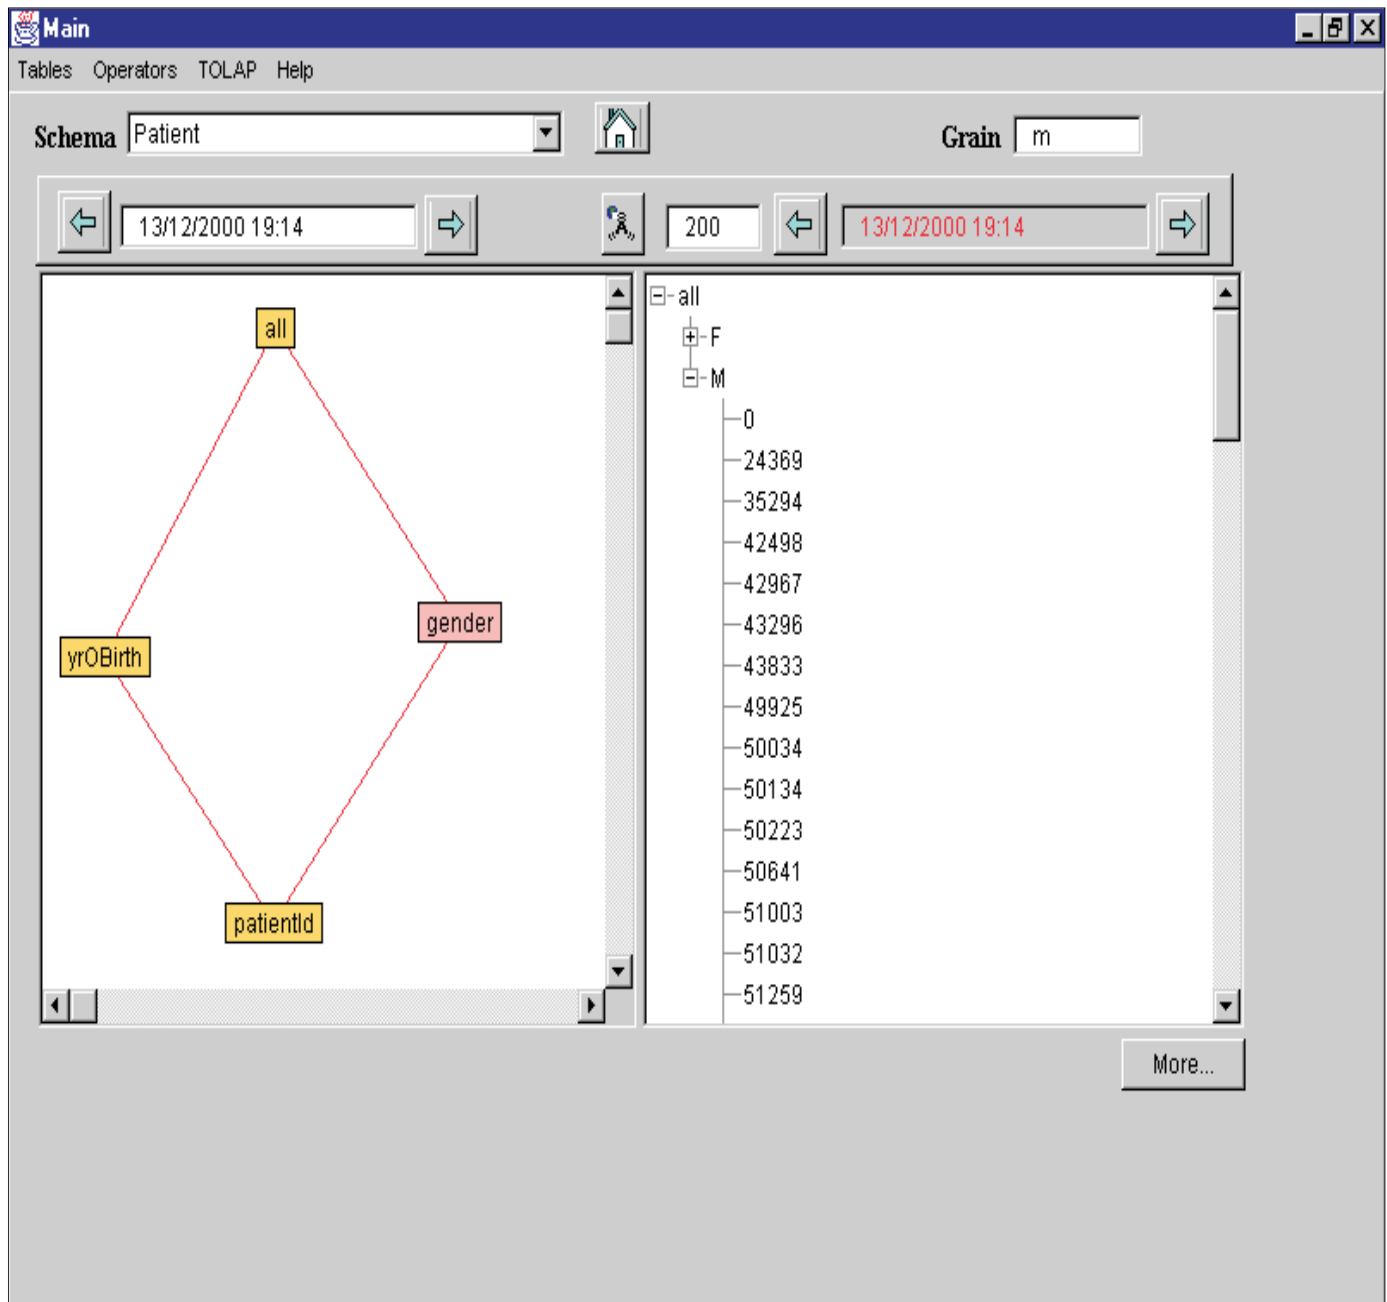 Main
Tables Operators TOLAP Help
Schema Patient Grain m
13/12/2000 19:14 200 13/12/2000 19:14
all
yrOBirth
gender
patientId
all
F
M
0
24369
35294
42498
42967
43296
43833
49925
50034
50134
50223
50641
51003
51032
51259
More...